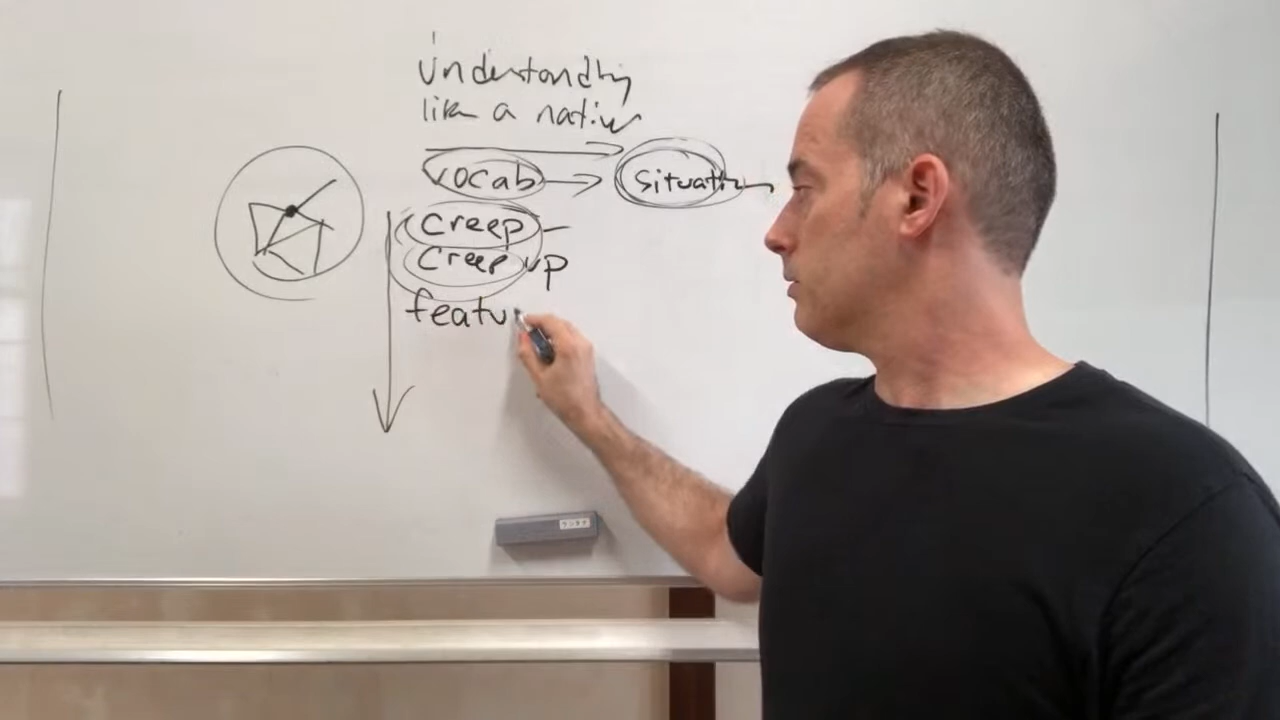 Understanding
like a native
vocab → situation
creep –
creep up
featu